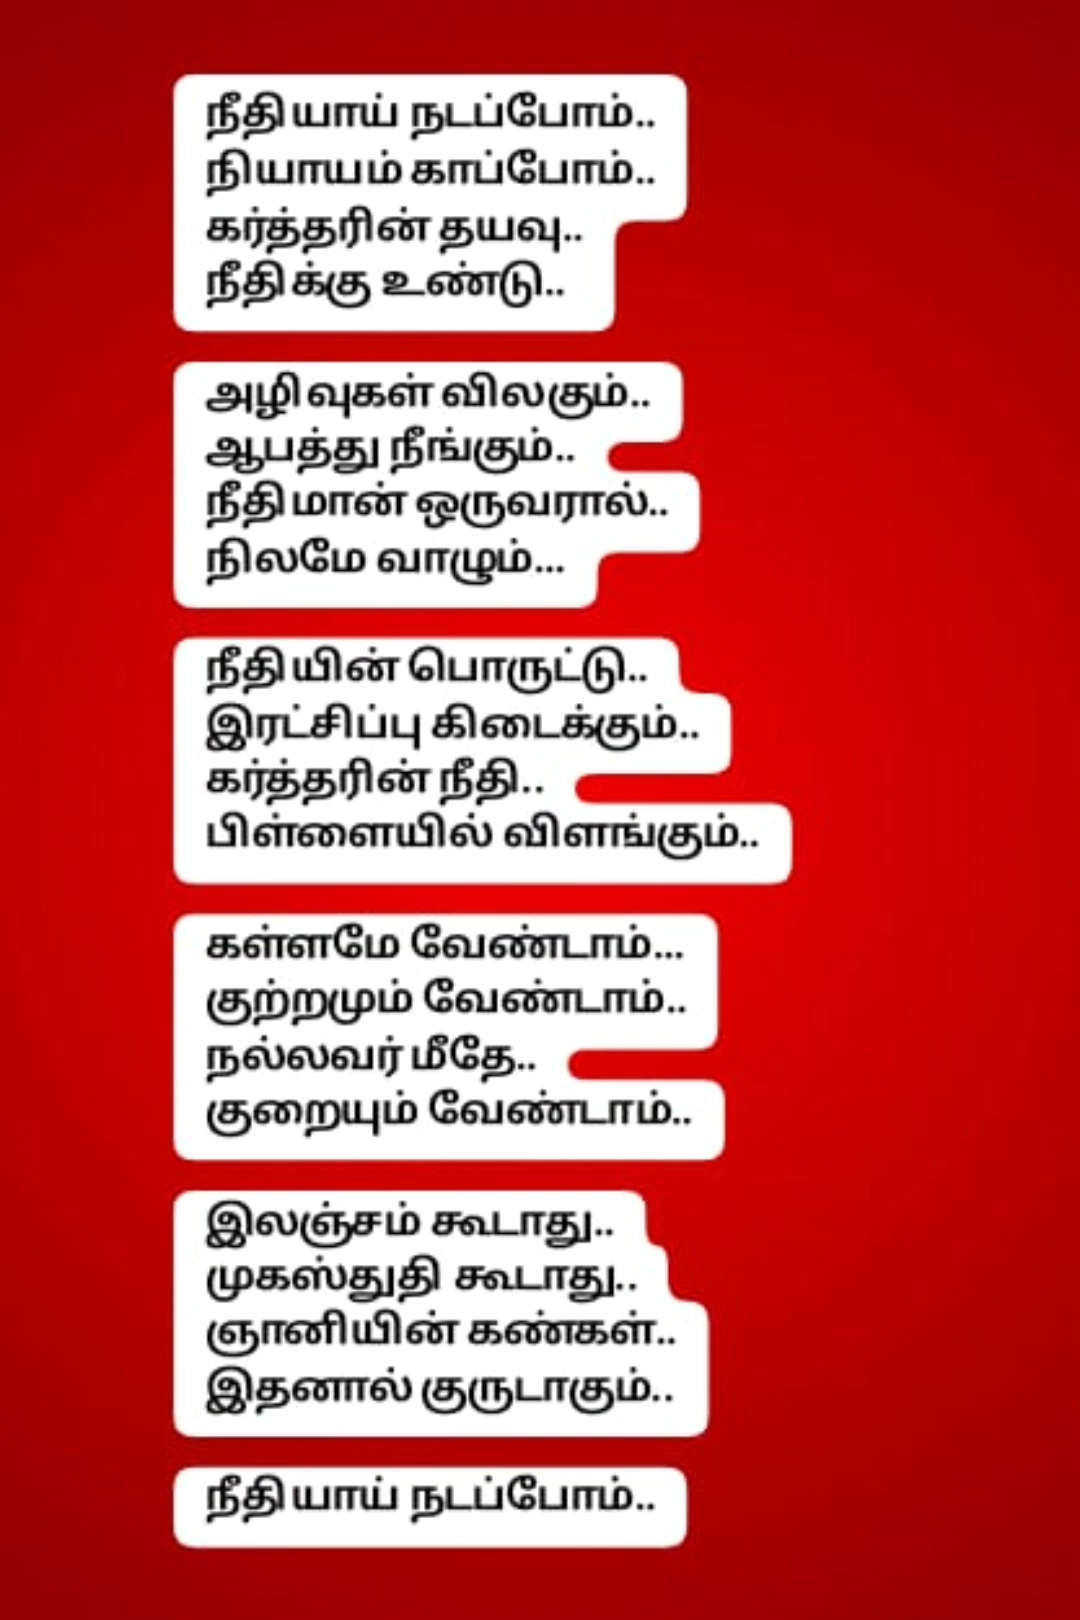 நீதியாய் நடப்போம்..
நியாயம் காப்போம்..
கர்த்தரின் தயவு..
நீதிக்கு உண்டு..
அழிவுகள் விலகும்..
ஆபத்து நீங்கும்..
நீதிமான் ஒருவரால்..
நிலமே வாழும்...
நீதியின் பொருட்டு..
இரட்சிப்பு கிடைக்கும்..
கர்த்தரின் நீதி..
பிள்ளையில் விளங்கும்..
கள்ளமே வேண்டாம்...
குற்றமும் வேண்டாம்..
நல்லவர் மீதே..
குறையும் வேண்டாம்..
இலஞ்சம் கூடாது..
முகஸ்துதி கூடாது..
ஞானியின் கண்கள்..
இதனால் குருடாகும்..
நீதியாய் நடப்போம்..